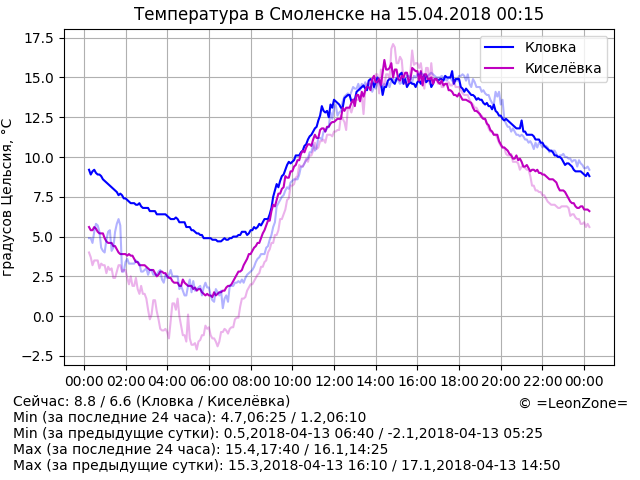 Температура в Смоленске на 15.04.2018 00:15
17.5
15.0
12.5
10.0
7.5
5.0
2.5
0.0
−2.5
градусов Цельсия, °C
Кловка
Киселёвка
00:00 02:00 04:00 06:00 08:00 10:00 12:00 14:00 16:00 18:00 20:00 22:00 00:00
Сейчас: 8.8 / 6.6 (Кловка / Киселёвка)
© =LeonZone=
Min (за последние 24 часа): 4.7,06:25 / 1.2,06:10
Min (за предыдущие сутки): 0.5,2018-04-13 06:40 / -2.1,2018-04-13 05:25
Max (за последние 24 часа): 15.4,17:40 / 16.1,14:25
Max (за предыдущие сутки): 15.3,2018-04-13 16:10 / 17.1,2018-04-13 14:50